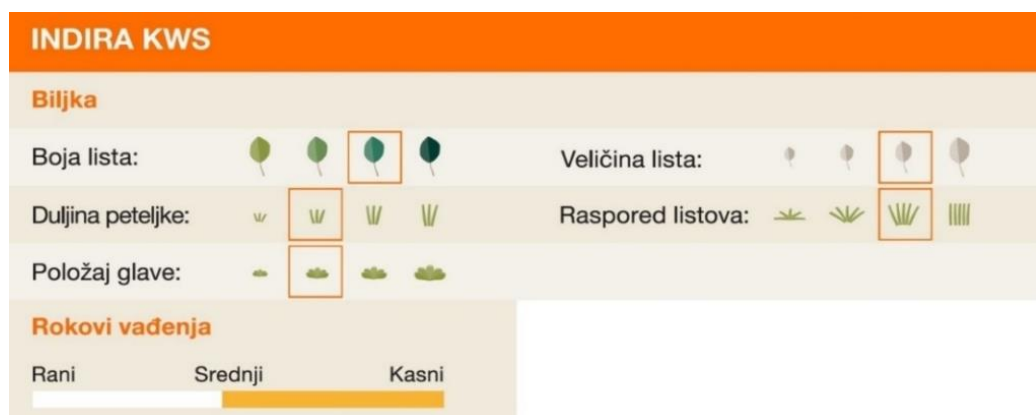 INDIRA KWS
Biljka
Boja lista:
Veličina lista:
Duljina peteljke:
Raspored listova:
Položaj glave:
Rokovi vađenja
Rani Srednji Kasni